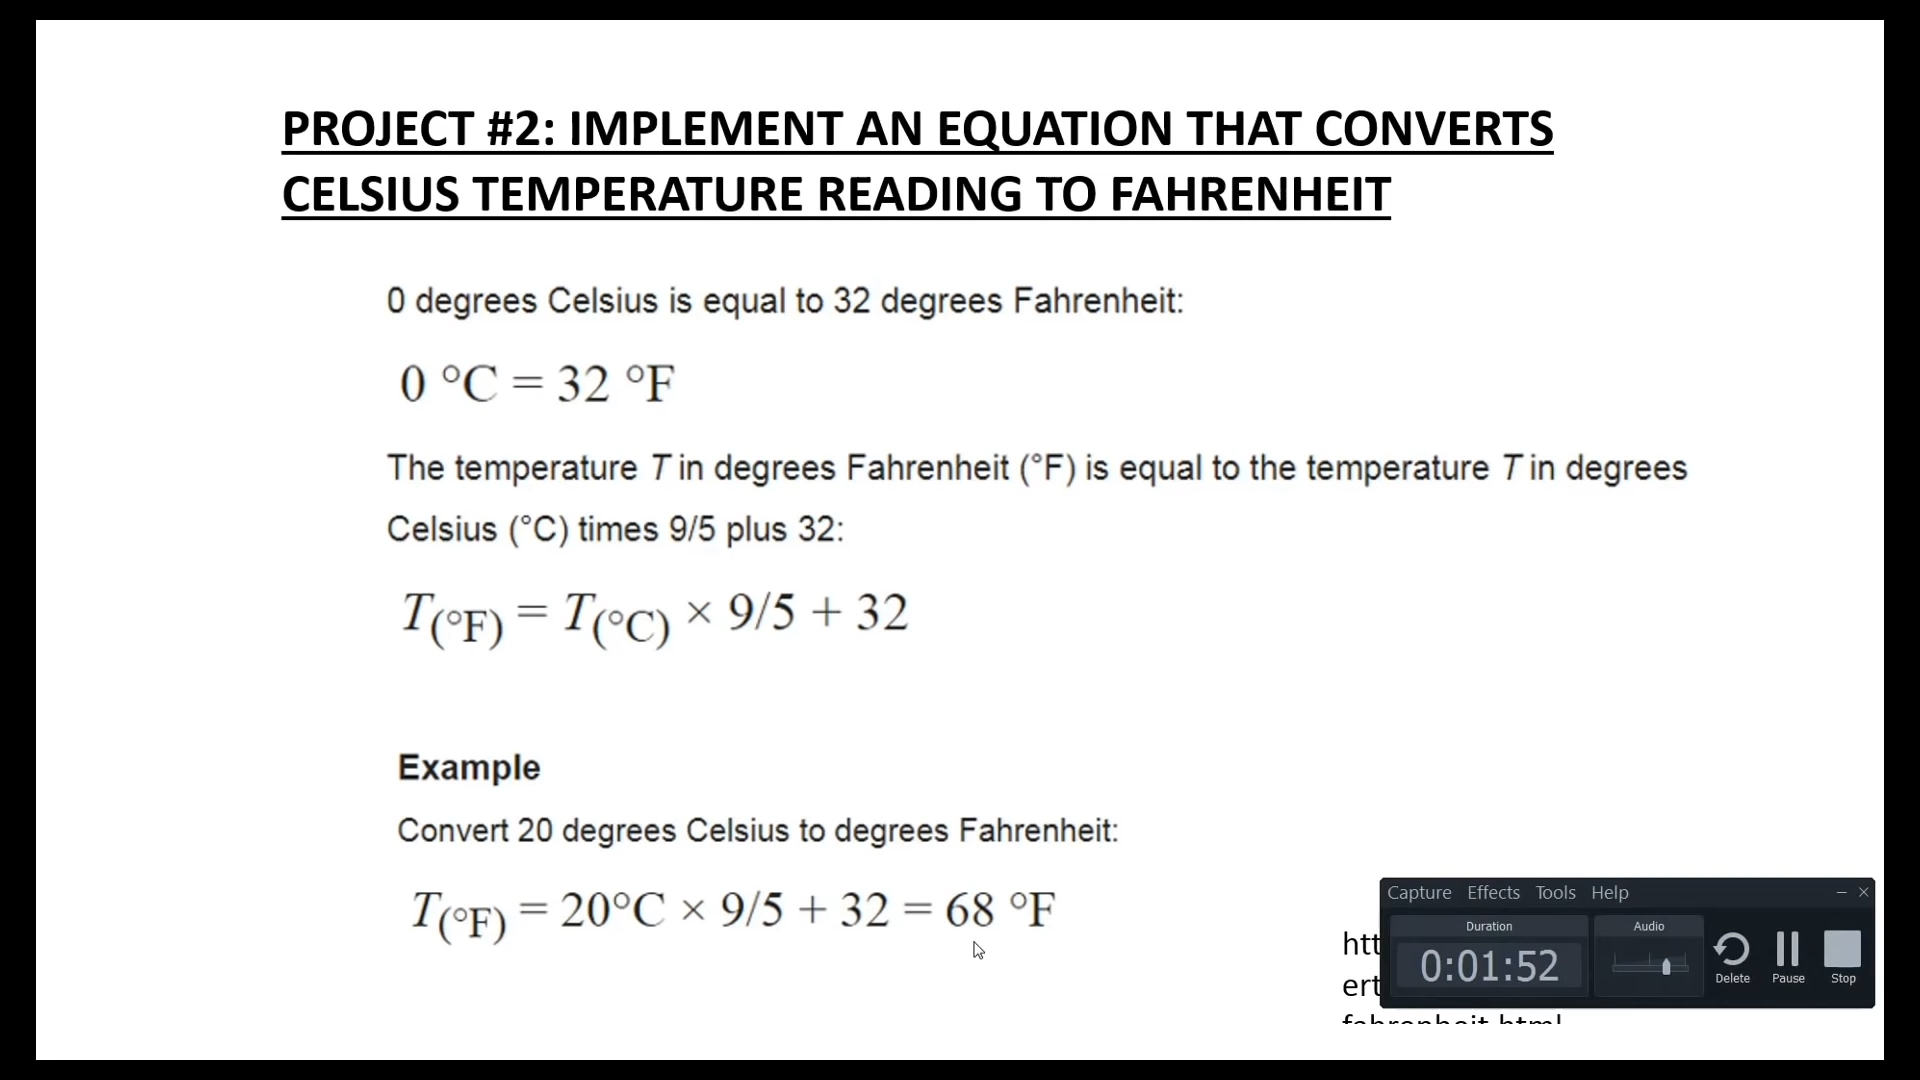 PROJECT #2: IMPLEMENT AN EQUATION THAT CONVERTS
CELSIUS TEMPERATURE READING TO FAHRENHEIT
0 degrees Celsius is equal to 32 degrees Fahrenheit:
0 °C = 32 °F
The temperature T in degrees Fahrenheit (°F) is equal to the temperature T in degrees
Celsius (°C) times 9/5 plus 32:
T(°F) = T(°C) × 9/5 + 32
Example
Convert 20 degrees Celsius to degrees Fahrenheit:
T(°F) = 20°C × 9/5 + 32 = 68 °F
Capture Effects Tools Help
Duration
Audio
0:01:52
Delete
Pause
Stop
fahrenheit.html